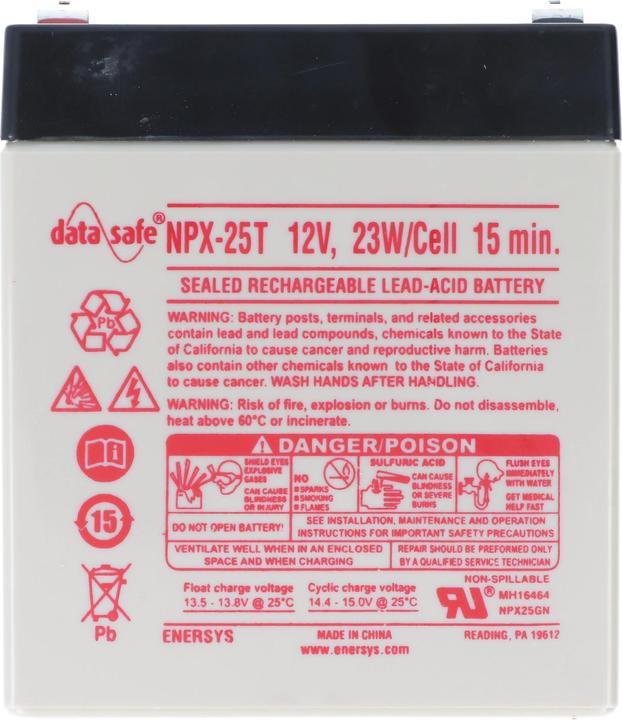 data safe®
NPX-25T 12V, 23W/Cell 15 min.
SEALED RECHARGEABLE LEAD-ACID BATTERY
WARNING: Battery posts, terminals, and related accessories
contain lead and lead compounds, chemicals known to the State
of California to cause cancer and reproductive harm. Batteries
also contain other chemicals known to the State of California
to cause cancer. WASH HANDS AFTER HANDLING.
WARNING: Risk of fire, explosion or burns. Do not disassemble,
heat above 60°C or incinerate.
Pb
DANGER/POISON
SHIELD EYES
EXPLOSIVE
GASES
CAN CAUSE
BLINDNESS
OR INJURY
NO
■ SPARKS
■ SMOKING
■ FLAMES
SULFURIC ACID
CAN CAUSE
BLINDNESS
OR SEVERE
BURNS
FLUSH EYES
IMMEDIATELY
WITH WATER
GET MEDICAL
HELP FAST
DO NOT OPEN BATTERY!
SEE INSTALLATION, MAINTENANCE AND OPERATION
INSTRUCTIONS FOR IMPORTANT SAFETY PRECAUTIONS
VENTILATE WELL WHEN IN AN ENCLOSED
SPACE AND WHEN CHARGING
REPAIR SHOULD BE PREFORMED ONLY
BY A QUALIFIED SERVICE TECHNICIAN
15
Float charge voltage
13.5 - 13.8V @ 25°C
Cyclic charge voltage
14.4 - 15.0V @ 25°C
NON-SPILLABLE
MH16464
NPX25GN
Pb
ENERSYS
MADE IN CHINA
READING, PA 19612
www.enersys.com